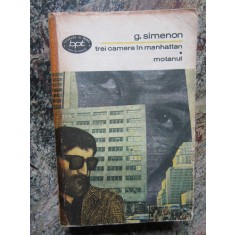 bpt
g. simenon
trei camere în manhattan
motanul